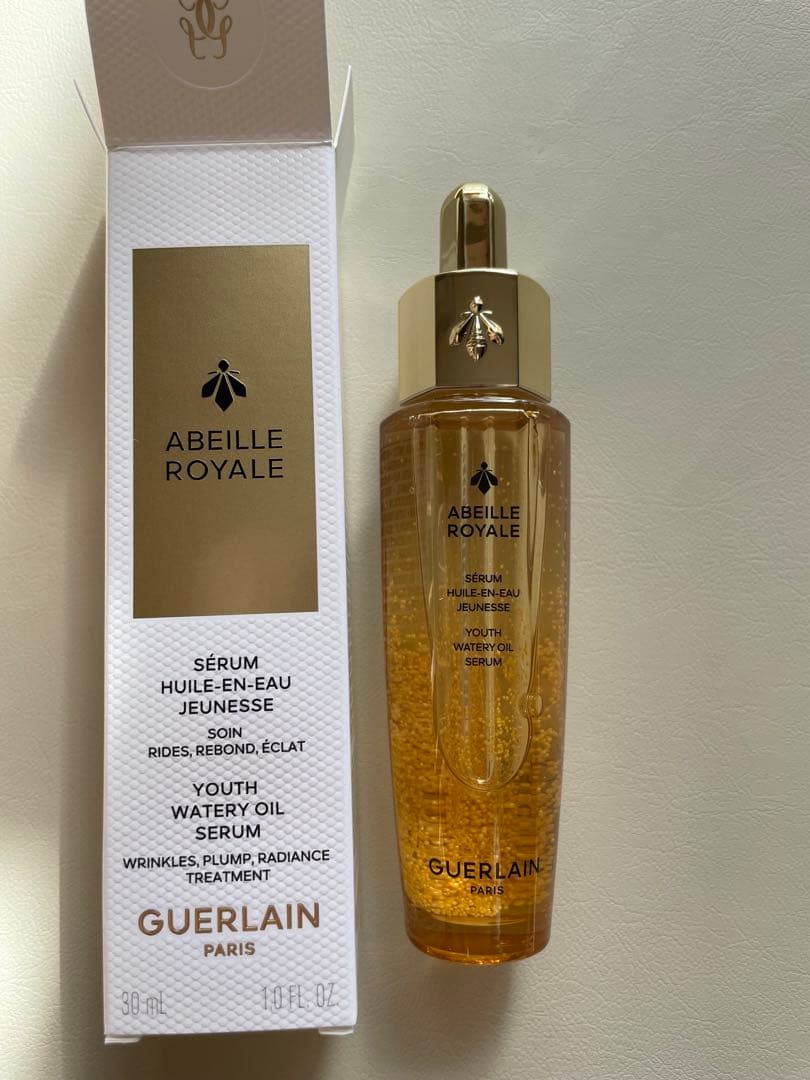 ABEILLE
ROYALE
SÉRUM
HUILE-EN-EAU
JEUNESSE
SOIN
RIDES, REBOND, ÉCLAT
YOUTH
WATERY OIL
SERUM
WRINKLES, PLUMP, RADIANCE
TREATMENT
GUERLAIN
PARIS
30 mL 1.0 FL. OZ.
ABEILLE
ROYALE
SÉRUM
HUILE-EN-EAU
JEUNESSE
YOUTH
WATERY OIL
SERUM
GUERLAIN
PARIS